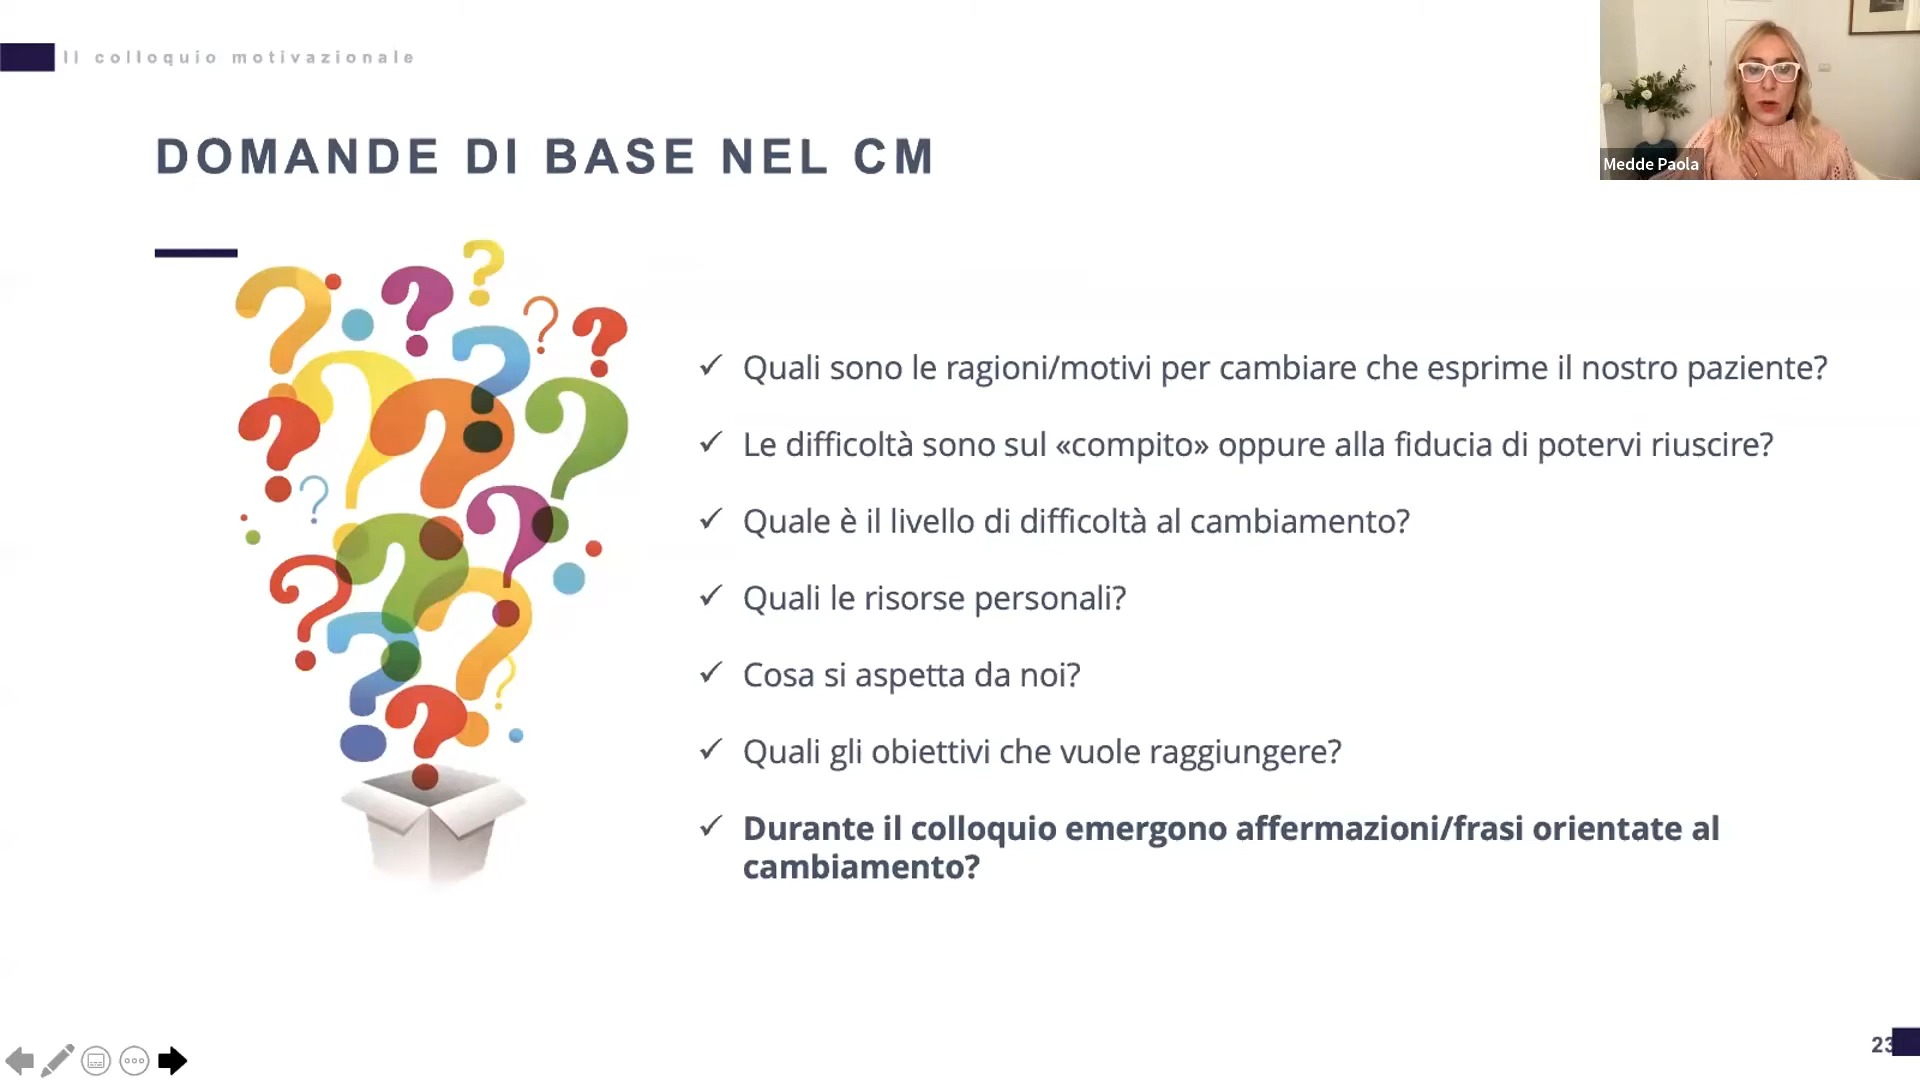 Il colloquio motivazionale
Medde Paola
DOMANDE DI BASE NEL CM
✓ Quali sono le ragioni/motivi per cambiare che esprime il nostro paziente?
✓ Le difficoltà sono sul «compito» oppure alla fiducia di potervi riuscire?
✓ Quale è il livello di difficoltà al cambiamento?
✓ Quali le risorse personali?
✓ Cosa si aspetta da noi?
✓ Quali gli obiettivi che vuole raggiungere?
✓ Durante il colloquio emergono affermazioni/frasi orientate al
cambiamento?
23